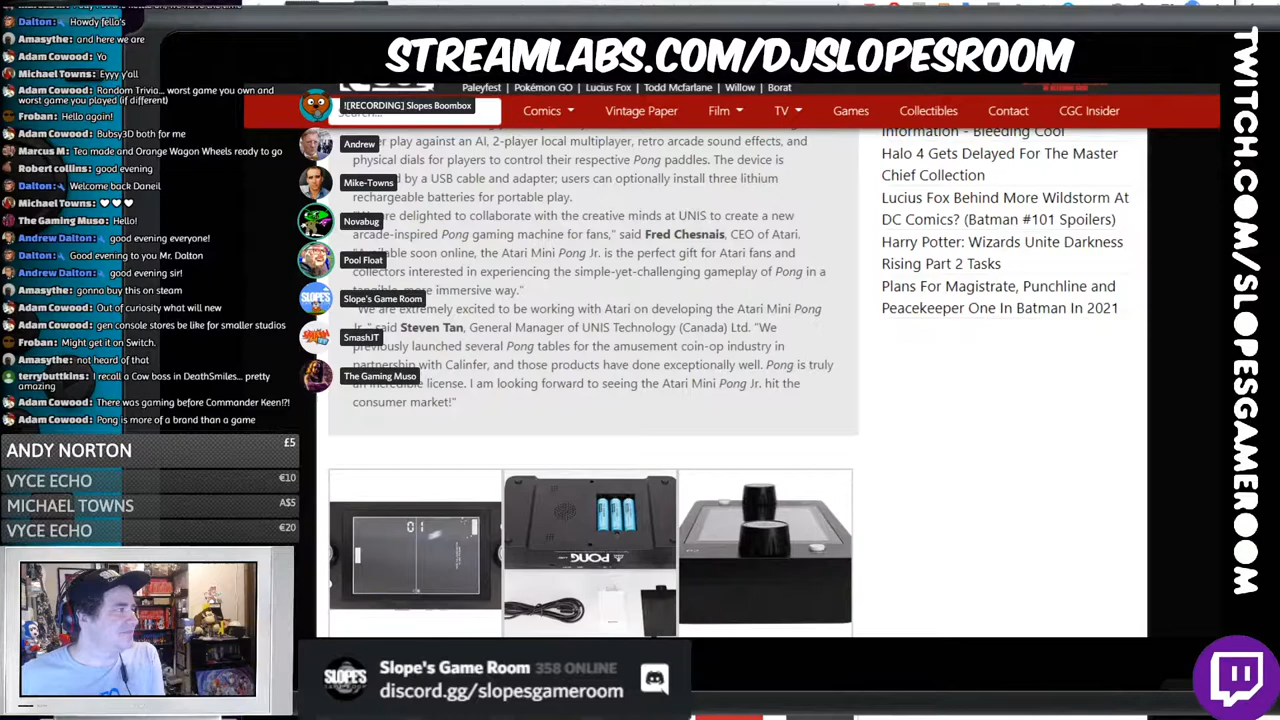 Dalton: Howdy fella's
Amasythe: and here we are
Adam Cowood: Yo
Michael Towns: Eyyy y'all
Adam Cowood: Random Trivia... worst game you own and
worst game you played (if different)
Froban: Hello again!
Adam Cowood: Bubsy3D both for me
Marcus M: Tea made and Orange Wagon Wheels ready to go
Robert collins: good evening
Dalton: Welcome back Daneil
Michael Towns: ♥ ♥ ♥
The Gaming Muso: Hello!
Andrew Dalton: good evening everyone!
Dalton: Good evening to you Mr. Dalton
Andrew Dalton: good evening sir!
Amasythe: gonna buy this on steam
Amasythe: Out of curiosity what will new
gen console stores be like for smaller studios
Froban: Might get it on Switch.
Amasythe: not heard of that
terrybuttkins: I recall a Cow boss in DeathSmiles... pretty
amazing
Adam Cowood: There was gaming before Commander Keen!?!
Adam Cowood: Pong is more of a brand than a game
ANDY NORTON £5
VYCE ECHO €10
MICHAEL TOWNS A$5
VYCE ECHO €20
STREAMLABS.COM/DJSLOPESROOM
Paleyfest | Pokémon GO | Lucius Fox | Todd McFarlane | Willow | Borat
Comics Vintage Paper Film TV Games Collectibles Contact CGC Insider
![RECORDING] Slopes Boombox
Andrew
Mike-Towns
Novabug
Pool Float
Slope's Game Room
SmashJT
The Gaming Muso
play against an AI, 2-player local multiplayer, retro arcade sound effects, and
physical dials for players to control their respective Pong paddles. The device is
by a USB cable and adapter; users can optionally install three lithium
rechargeable batteries for portable play.
are delighted to collaborate with the creative minds at UNIS to create a new
arcade-inspired Pong gaming machine for fans," said Fred Chesnais, CEO of Atari.
soon online, the Atari Mini Pong Jr. is the perfect gift for Atari fans and
collectors interested in experiencing the simple-yet-challenging gameplay of Pong in a
tangible, more immersive way."
"We are extremely excited to be working with Atari on developing the Atari Mini Pong
Jr.," said Steven Tan, General Manager of UNIS Technology (Canada) Ltd. "We
previously launched several Pong tables for the amusement coin-op industry in
partnership with Calinfer, and those products have done exceptionally well. Pong is truly
an incredible license. I am looking forward to seeing the Atari Mini Pong Jr. hit the
consumer market!"
Information - Bleeding Cool
Halo 4 Gets Delayed For The Master
Chief Collection
Lucius Fox Behind More Wildstorm At
DC Comics? (Batman #101 Spoilers)
Harry Potter: Wizards Unite Darkness
Rising Part 2 Tasks
Plans For Magistrate, Punchline and
Peacekeeper One In Batman In 2021
PONG
SLOPES
Slope's Game Room 358 ONLINE
discord.gg/slopesgameroom
TWITCH.COM/SLOPESGAMEROOM